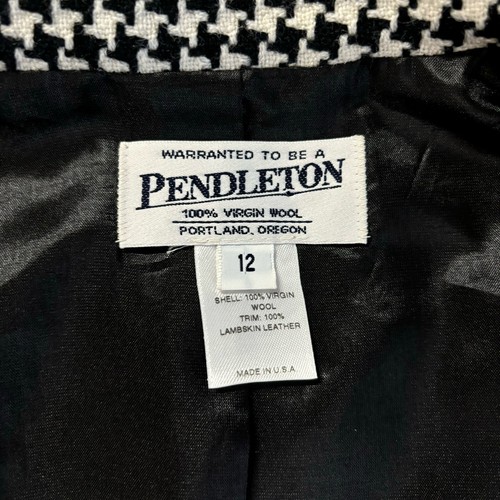 WARRANTED TO BE A
PENDLETON
100% VIRGIN WOOL
PORTLAND, OREGON
12
SHELL: 100% VIRGIN
WOOL
TRIM: 100%
LAMBSKIN LEATHER
MADE IN U.S.A.